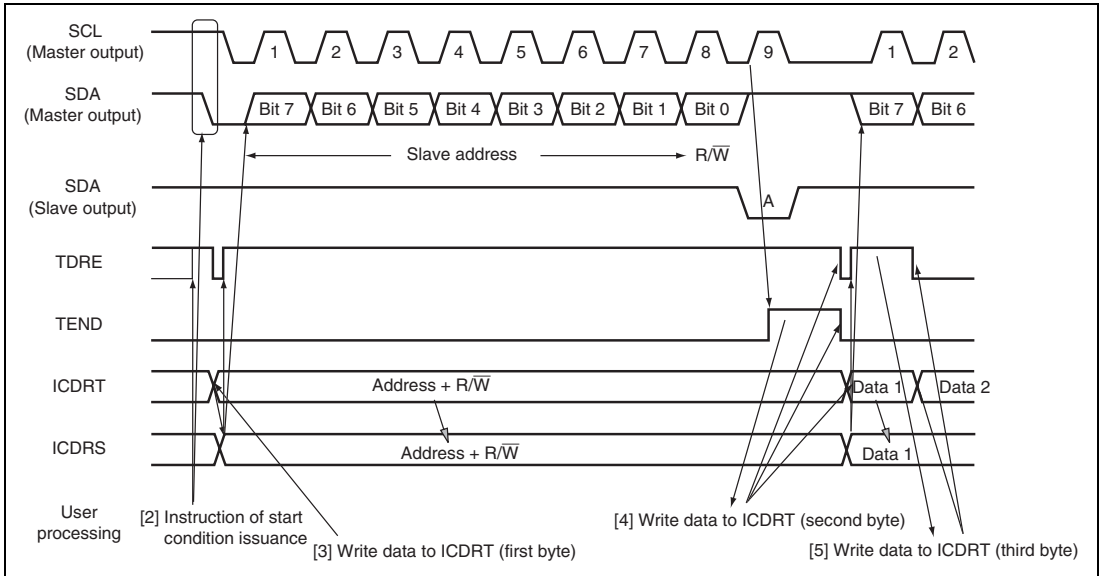 SCL
(Master output)
1 2 3 4 5 6 7 8 9 1 2
SDA
(Master output)
Bit 7 Bit 6 Bit 5 Bit 4 Bit 3 Bit 2 Bit 1 Bit 0 Bit 7 Bit 6
Slave address R/W̅
SDA
(Slave output)
A
TDRE
TEND
ICDRT
Address + R/W̅ Data 1 Data 2
ICDRS
Address + R/W̅ Data 1
User
processing
[2] Instruction of start
condition issuance
[3] Write data to ICDRT (first byte)
[4] Write data to ICDRT (second byte)
[5] Write data to ICDRT (third byte)